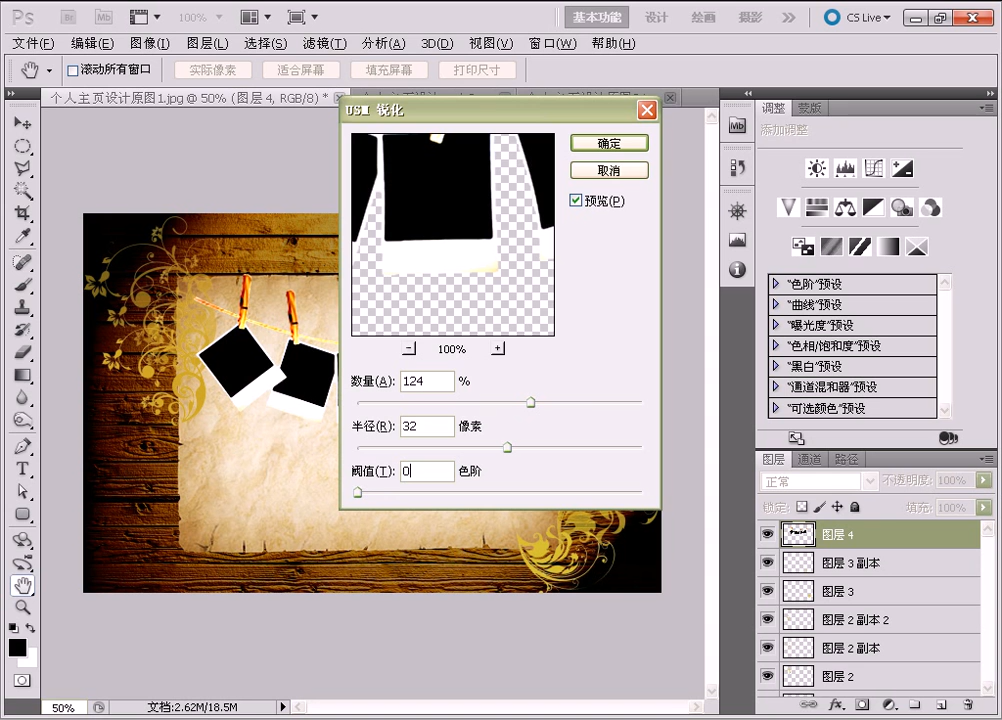 Ps Br Mb 100% 基本功能 设计 绘画 摄影 CS Live
文件(F) 编辑(E) 图像(I) 图层(L) 选择(S) 滤镜(T) 分析(A) 3D(D) 视图(V) 窗口(W) 帮助(H)
滚动所有窗口 实际像素 适合屏幕 填充屏幕 打印尺寸
个人主页设计原图1.jpg @ 50% (图层 4, RGB/8) *
USM 锐化
确定
取消
预览(P)
100%
数量(A): 124 %
半径(R): 32 像素
阈值(T): 0 色阶
Mb
调整 蒙版
添加调整
“色阶”预设
“曲线”预设
“曝光度”预设
“色相/饱和度”预设
“黑白”预设
“通道混和器”预设
“可选颜色”预设
图层 通道 路径
正常 不透明度: 100%
锁定: 填充: 100%
图层 4
图层 3 副本
图层 3
图层 2 副本 2
图层 2 副本
图层 2
50% 文档:2.62M/18.5M